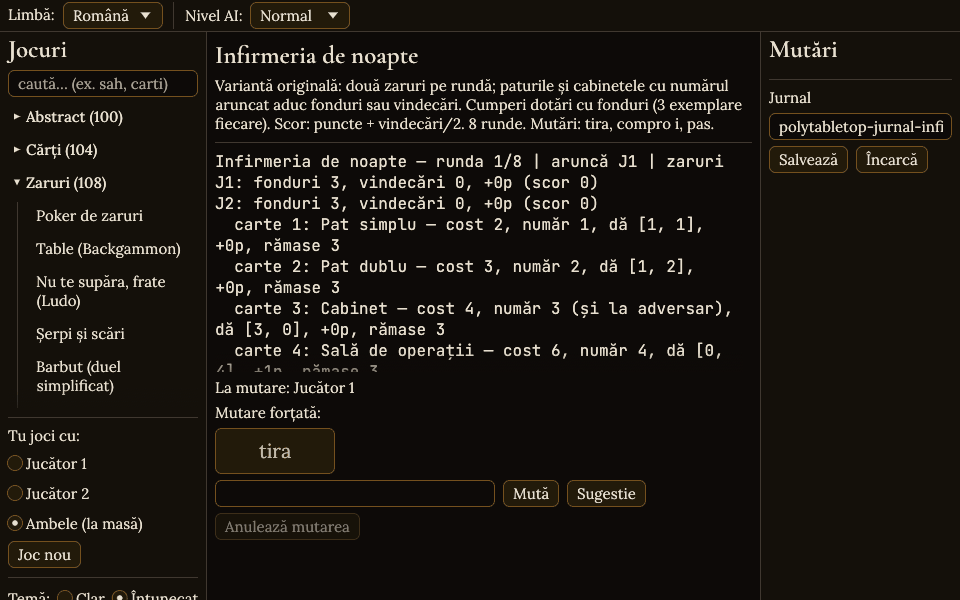 Limbă:
Română
Nivel AI:
Normal
Jocuri
caută... (ex. sah, carti)
Abstract (100)
Cărți (104)
Zaruri (108)
Poker de zaruri
Table (Backgammon)
Nu te supăra, frate
(Ludo)
Șerpi și scări
Barbut (duel
simplificat)
Tu joci cu:
Jucător 1
Jucător 2
Ambele (la masă)
Joc nou
Temă:
Clar
Întunecat
Infirmeria de noapte
Variantă originală: două zaruri pe rundă; paturile și cabinetele cu numărul
aruncat aduc fonduri sau vindecări. Cumperi dotări cu fonduri (3 exemplare
fiecare). Scor: puncte + vindecări/2. 8 runde. Mutări: tira, compro i, pas.
Infirmeria de noapte — runda 1/8 | aruncă J1 | zaruri
J1: fonduri 3, vindecări 0, +0p (scor 0)
J2: fonduri 3, vindecări 0, +0p (scor 0)
carte 1: Pat simplu — cost 2, număr 1, dă [1, 1],
+0p, rămase 3
carte 2: Pat dublu — cost 3, număr 2, dă [1, 2],
+0p, rămase 3
carte 3: Cabinet — cost 4, număr 3 (și la adversar),
dă [3, 0], +0p, rămase 3
carte 4: Sală de operații — cost 6, număr 4, dă [0,
4], +1p, rămase 3
La mutare: Jucător 1
Mutare forțată:
tira
Mută
Sugestie
Anulează mutarea
Mutări
Jurnal
polytabletop-jurnal-infi
Salvează
Încarcă